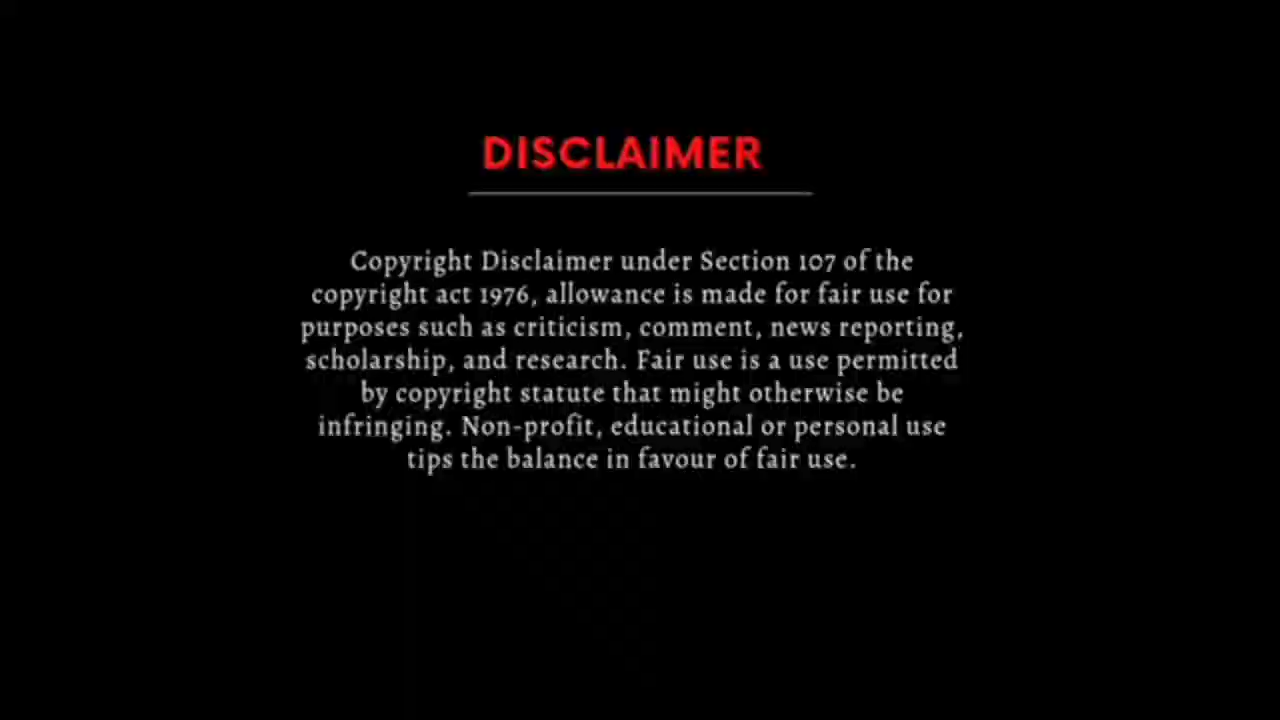 DISCLAIMER
Copyright Disclaimer under Section 107 of the
copyright act 1976, allowance is made for fair use for
purposes such as criticism, comment, news reporting,
scholarship, and research. Fair use is a use permitted
by copyright statute that might otherwise be
infringing. Non-profit, educational or personal use
tips the balance in favour of fair use.